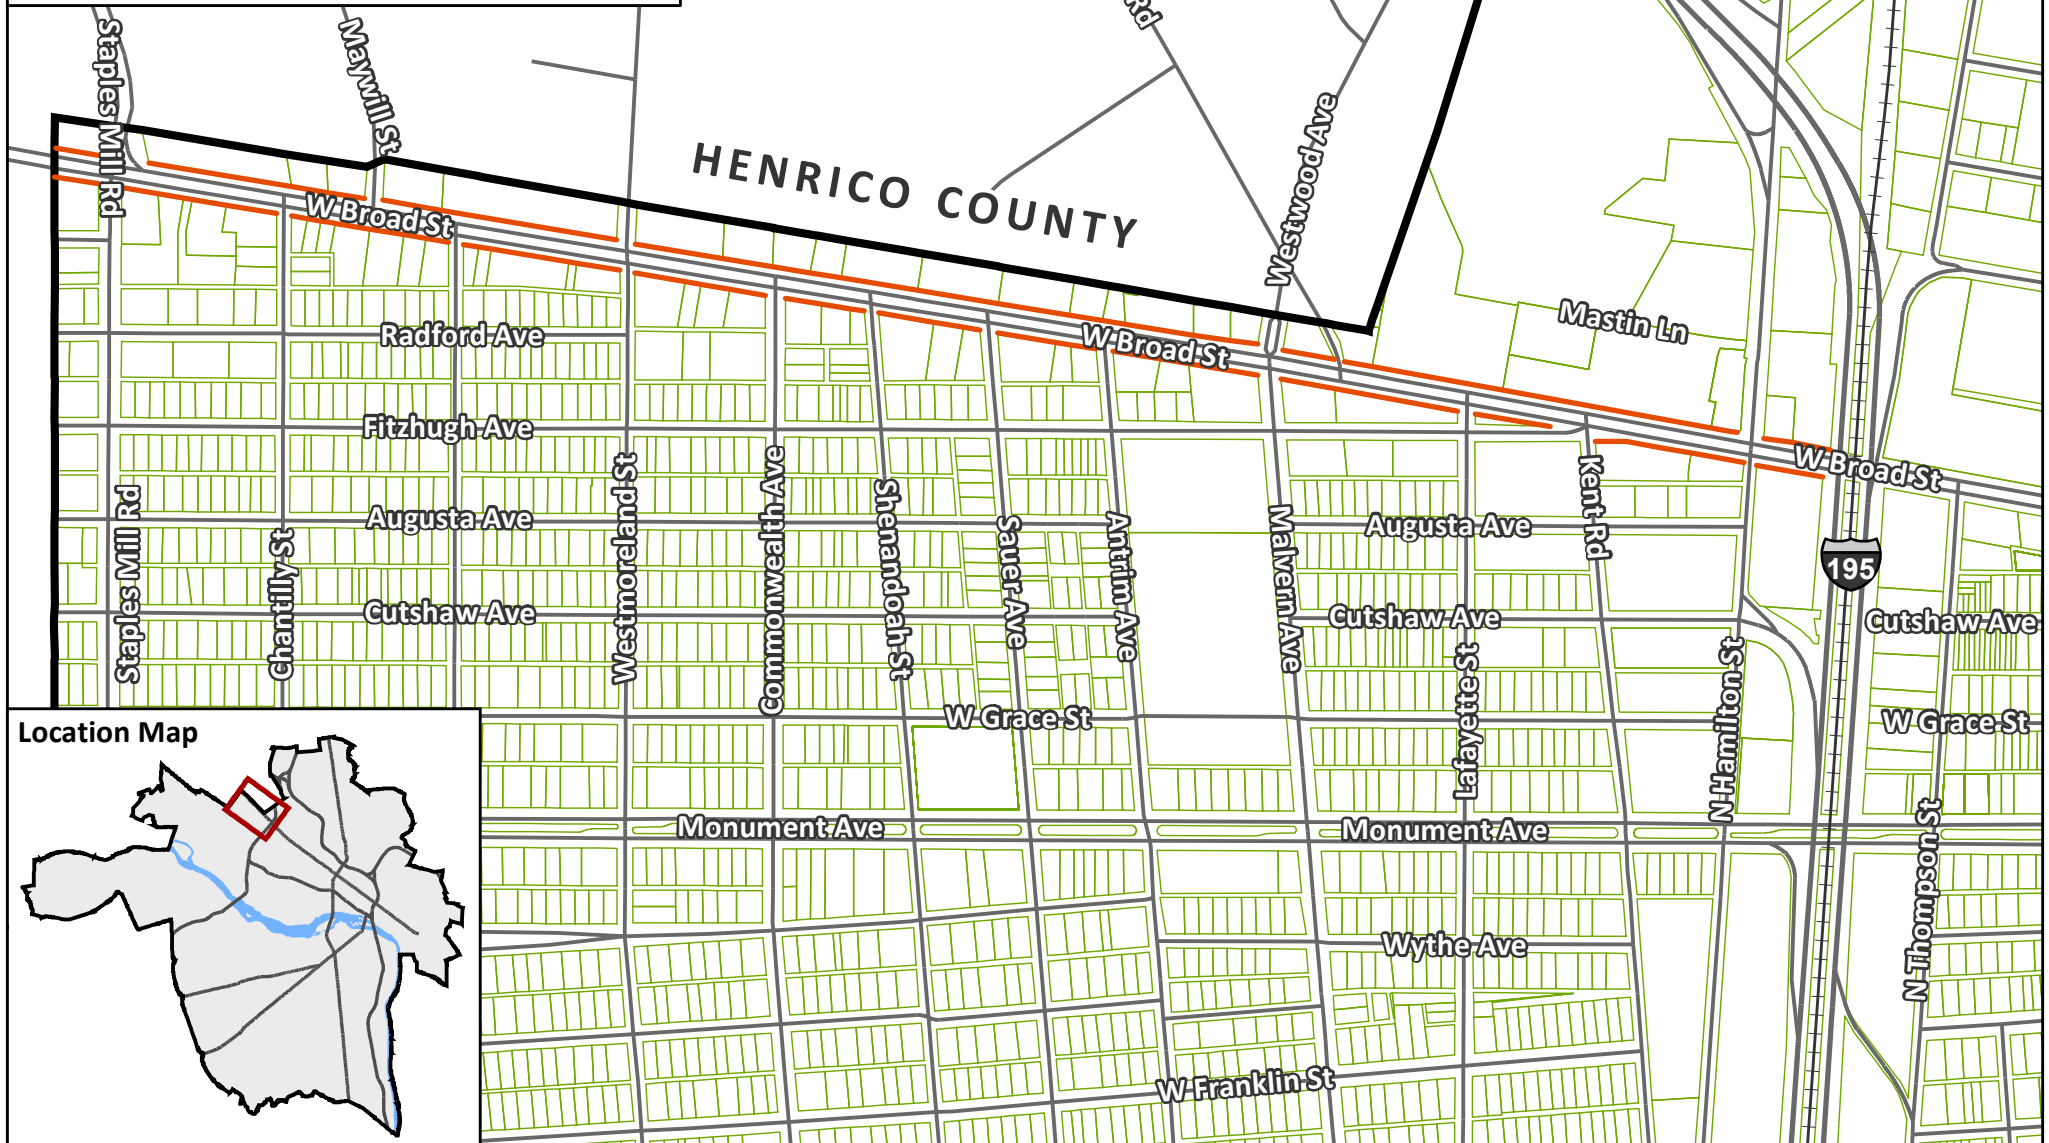 Rd
Staples Mill Rd
Maywill St
HENRICO COUNTY
Westwood Ave
W Broad St
W Broad St
Mastin Ln
Radford Ave
Fitzhugh Ave
W Broad St
Augusta Ave
Augusta Ave
Staples Mill Rd
Chantilly St
Westmoreland St
Commonwealth Ave
Shenandoah St
Sauer Ave
Antrim Ave
Malvern Ave
Kent Rd
195
Cutshaw Ave
Cutshaw Ave
Cutshaw Ave
Lafayette St
N Hamilton St
W Grace St
W Grace St
Location Map
Monument Ave
Monument Ave
N Thompson St
Wythe Ave
W Franklin St